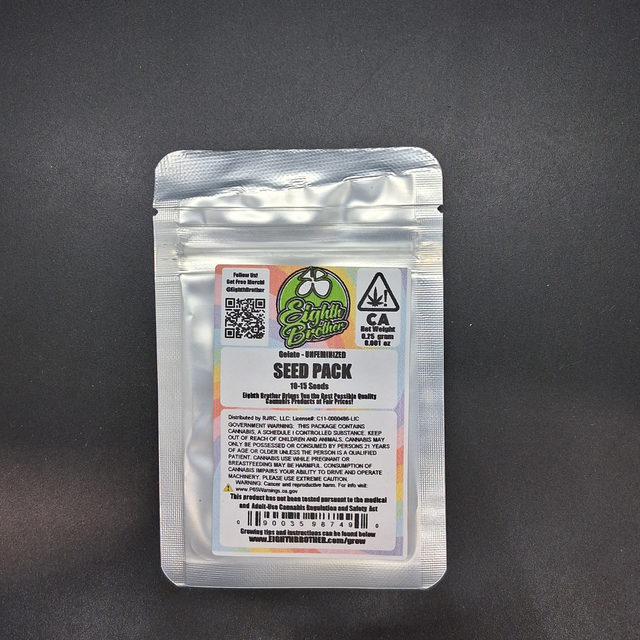 Follow Us!
Get Free Merch!
@EighthBrother
Eighth
Brother
CA
Net Weight
0.25 gram
0.001 oz
Gelato - UNFEMINIZED
SEED PACK
10-15 Seeds
Eighth Brother Brings You the Best Possible Quality
Cannabis Products at Fair Prices!
Distributed by RJRC, LLC: License#: C11-0000486-LIC
GOVERNMENT WARNING: THIS PACKAGE CONTAINS
CANNABIS, A SCHEDULE I CONTROLLED SUBSTANCE. KEEP
OUT OF REACH OF CHILDREN AND ANIMALS. CANNABIS MAY
ONLY BE POSSESSED OR CONSUMED BY PERSONS 21 YEARS
OF AGE OR OLDER UNLESS THE PERSON IS A QUALIFIED
PATIENT. CANNABIS USE WHILE PREGNANT OR
BREASTFEEDING MAY BE HARMFUL. CONSUMPTION OF
CANNABIS IMPAIRS YOUR ABILITY TO DRIVE AND OPERATE
MACHINERY. PLEASE USE EXTREME CAUTION.
WARNING: Cancer and reproductive harm. For info visit:
www.P65Warnings.ca.gov
This product has not been tested pursuant to the medical
and Adult-Use Cannabis Regulation and Safety Act
0 90035 98749 0
Growing tips and instructions can be found below
www.EIGHTHBROTHER.com/grow